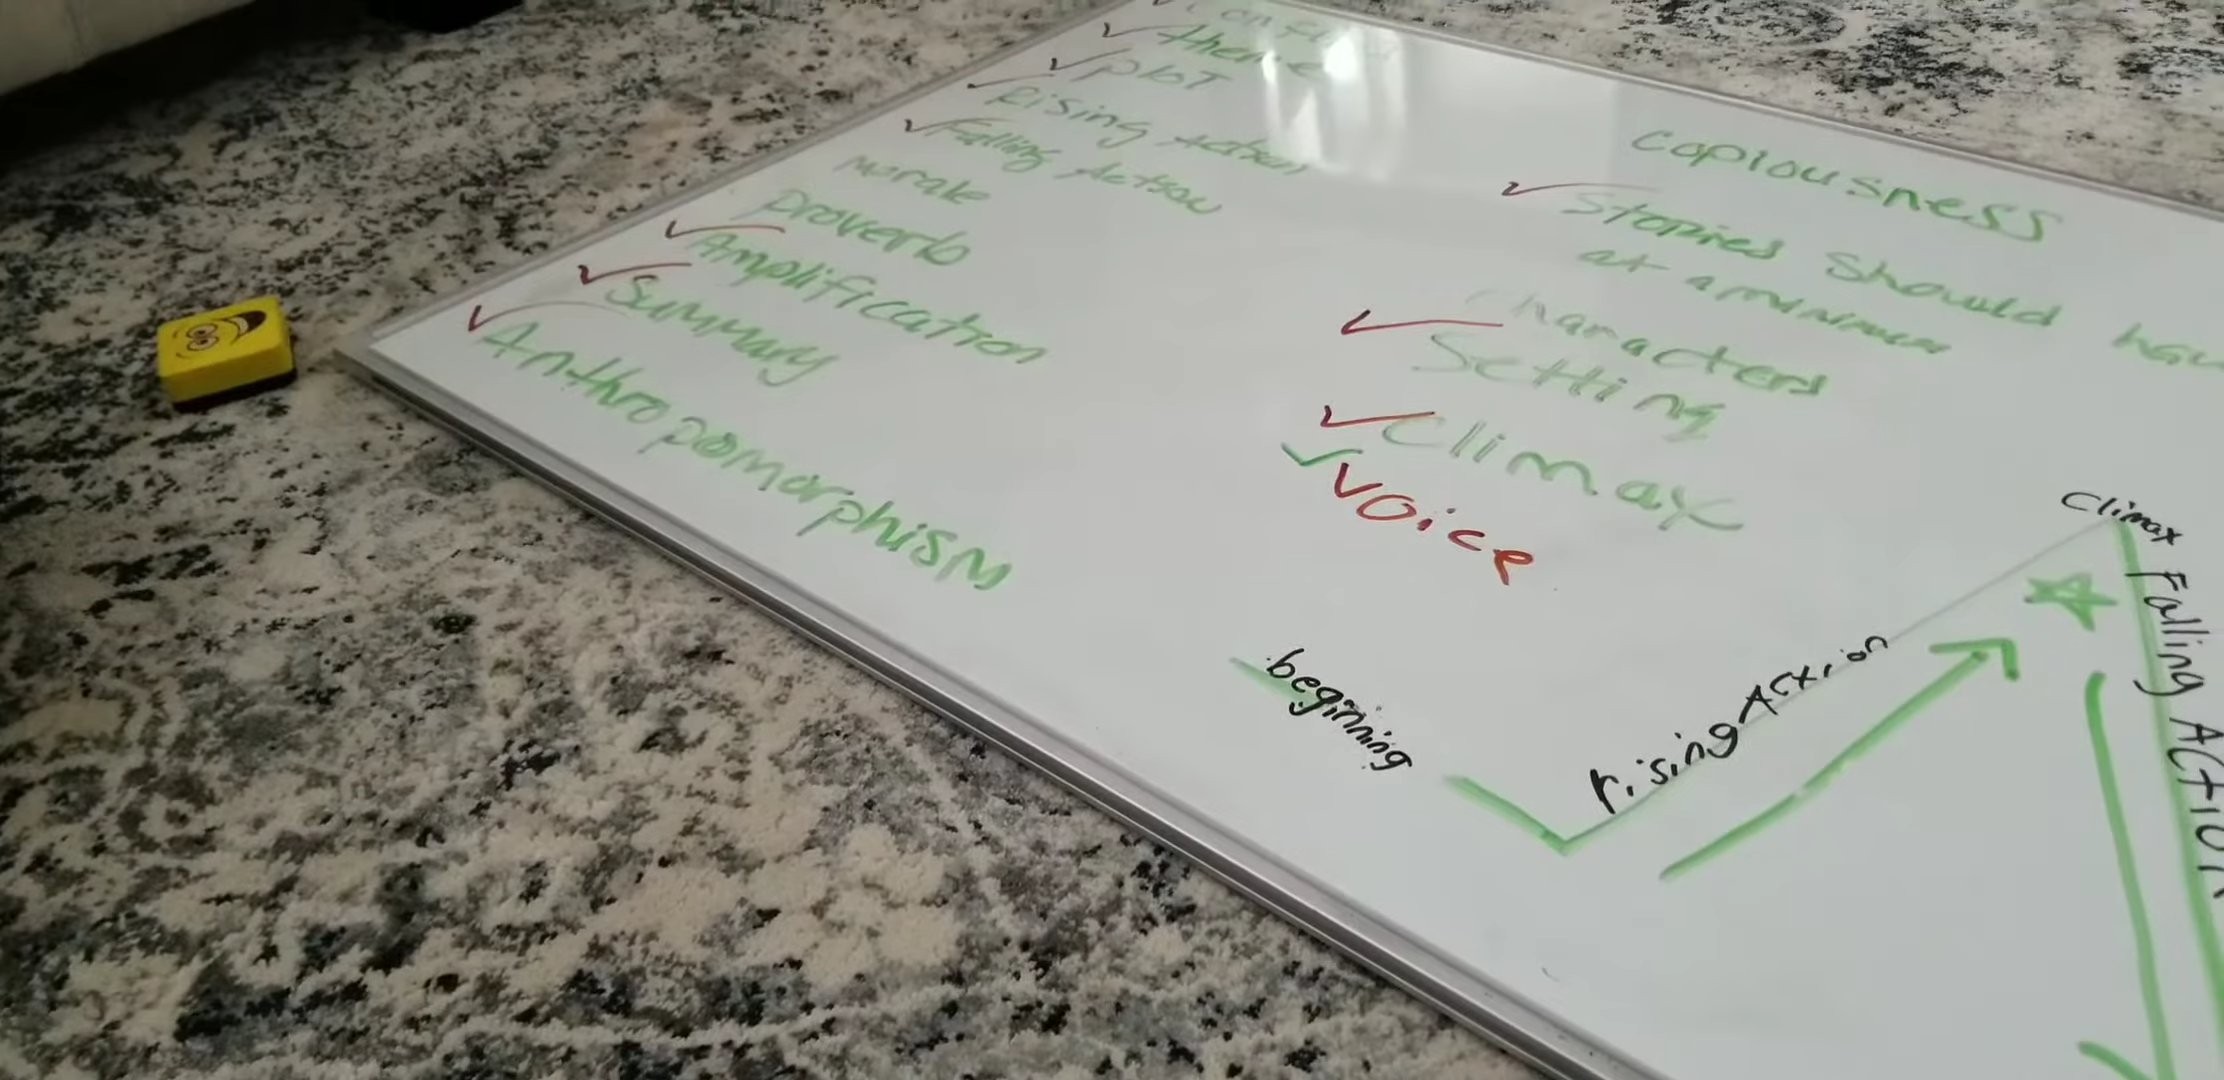 Conflict
theme
plot
Rising Action
Falling Action
morale
proverb
Amplification
Summary
Anthropomorphism
Copiousness
Stories Should hav
at a minimum
characters
Setting
Climax
Voice
beginning
rising Action
Climax
Falling Action